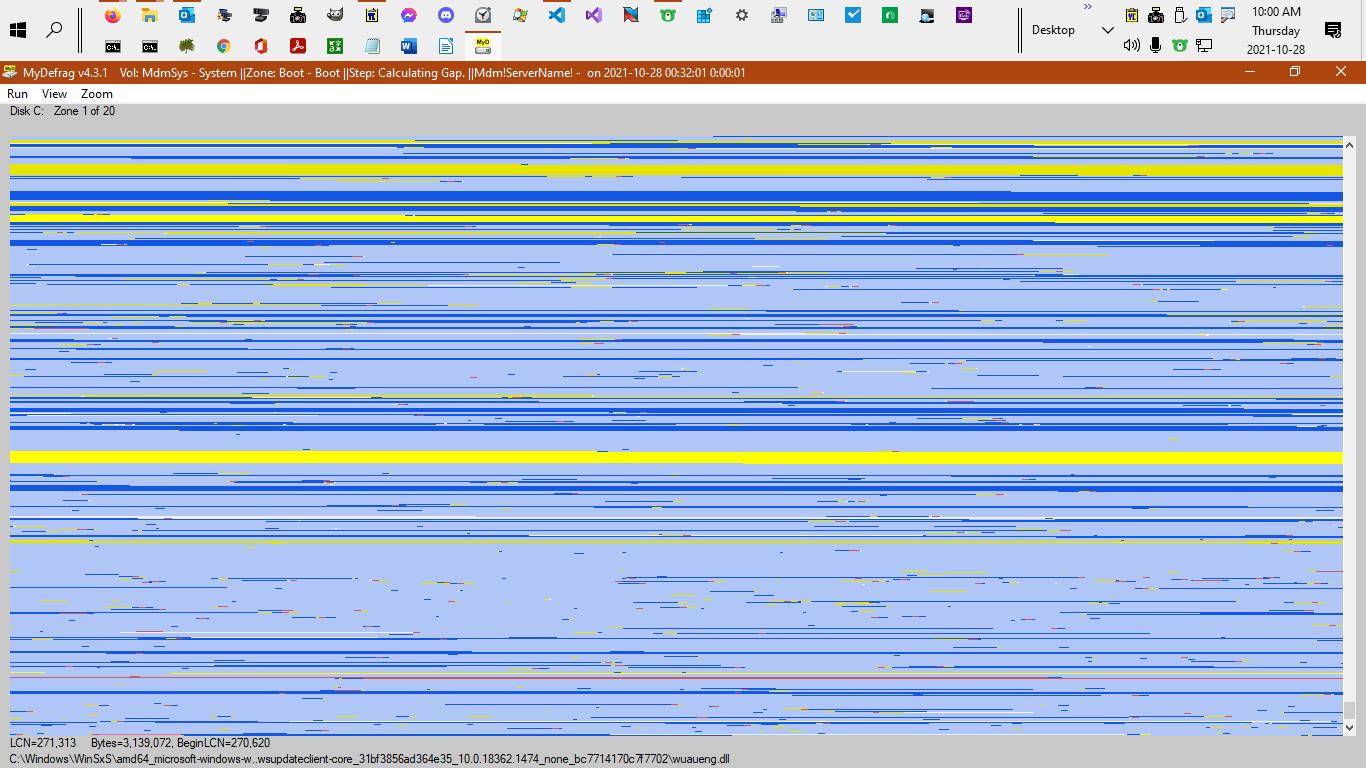 10:00 AM
Desktop
Thursday
2021-10-28
MyD
MyDefrag v4.3.1 Vol: MdmSys - System ||Zone: Boot - Boot ||Step: Calculating Gap. ||Mdm!ServerName! - on 2021-10-28 00:32:01 0:00:01
Run View Zoom
Disk C: Zone 1 of 20
LCN=271,313 Bytes=3,139,072, BeginLCN=270,620
C:\Windows\WinSxS\amd64_microsoft-windows-w..wsupdateclient-core_31bf3856ad364e35_10.0.18362.1474_none_bc7714170c7f7702\wuaueng.dll